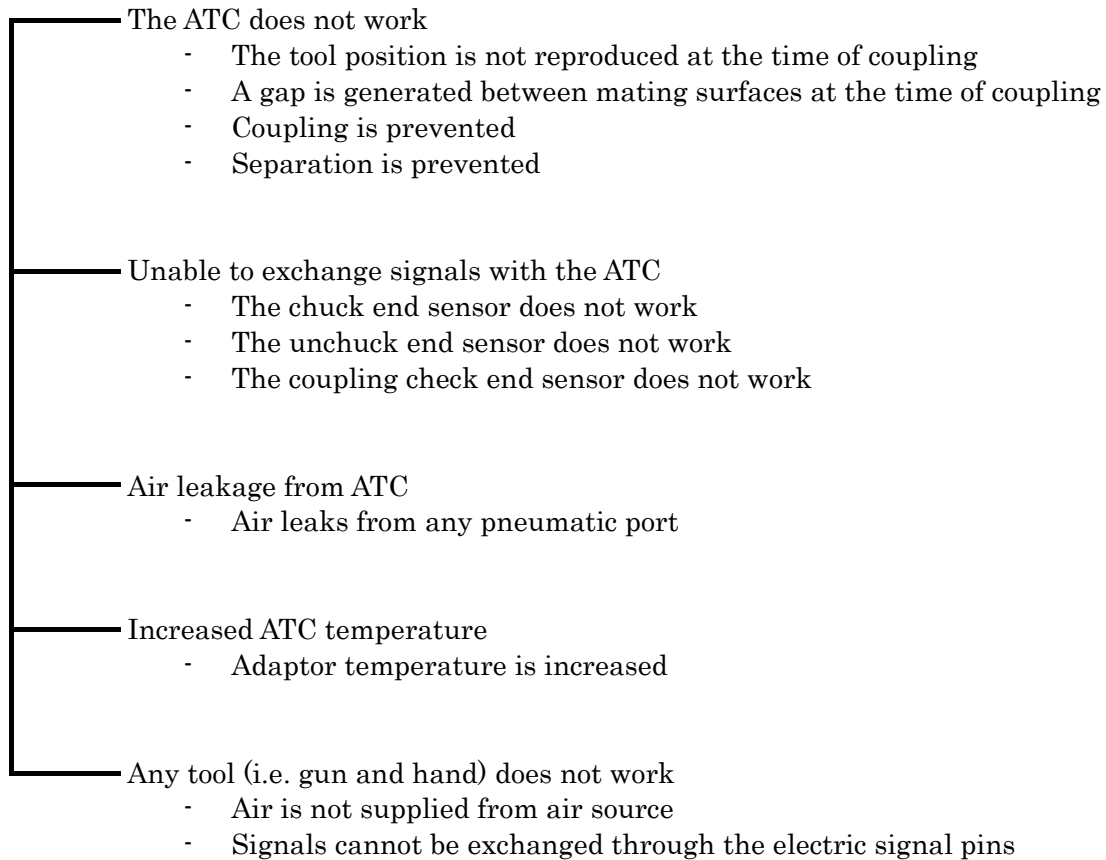 The ATC does not work
- The tool position is not reproduced at the time of coupling
- A gap is generated between mating surfaces at the time of coupling
- Coupling is prevented
- Separation is prevented
Unable to exchange signals with the ATC
- The chuck end sensor does not work
- The unchuck end sensor does not work
- The coupling check end sensor does not work
Air leakage from ATC
- Air leaks from any pneumatic port
Increased ATC temperature
- Adaptor temperature is increased
Any tool (i.e. gun and hand) does not work
- Air is not supplied from air source
- Signals cannot be exchanged through the electric signal pins